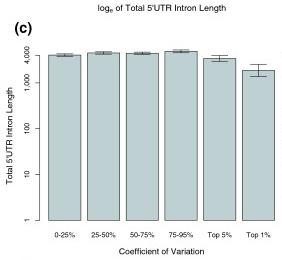 logₑ of Total 5'UTR Intron Length
(c)
Total 5'UTR Intron Length
4,000
1,000
100
10
1
0-25% 25-50% 50-75% 75-95% Top 5% Top 1%
Coefficient of Variation